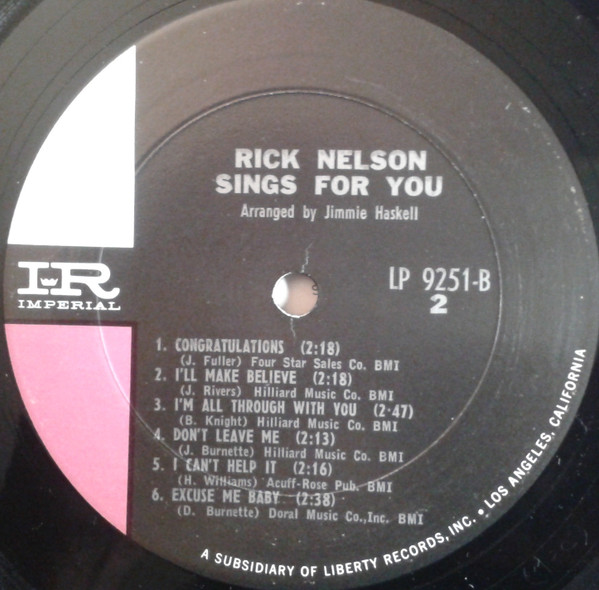 RICK NELSON
SINGS FOR YOU
Arranged by Jimmie Haskell
IR
IMPERIAL
LP 9251-B
2
1. CONGRATULATIONS (2:18)
(J. Fuller) Four Star Sales Co. BMI
2. I'LL MAKE BELIEVE (2:18)
(J. Rivers) Hilliard Music Co. BMI
3. I'M ALL THROUGH WITH YOU (2:47)
(B. Knight) Hilliard Music Co. BMI
4. DON'T LEAVE ME (2:13)
(J. Burnette) Hilliard Music Co. BMI
5. I CAN'T HELP IT (2:16)
(H. Williams) Acuff-Rose Pub. BMI
6. EXCUSE ME BABY (2:38)
(D. Burnette) Doral Music Co.,Inc. BMI
A SUBSIDIARY OF LIBERTY RECORDS, INC. • LOS ANGELES, CALIFORNIA